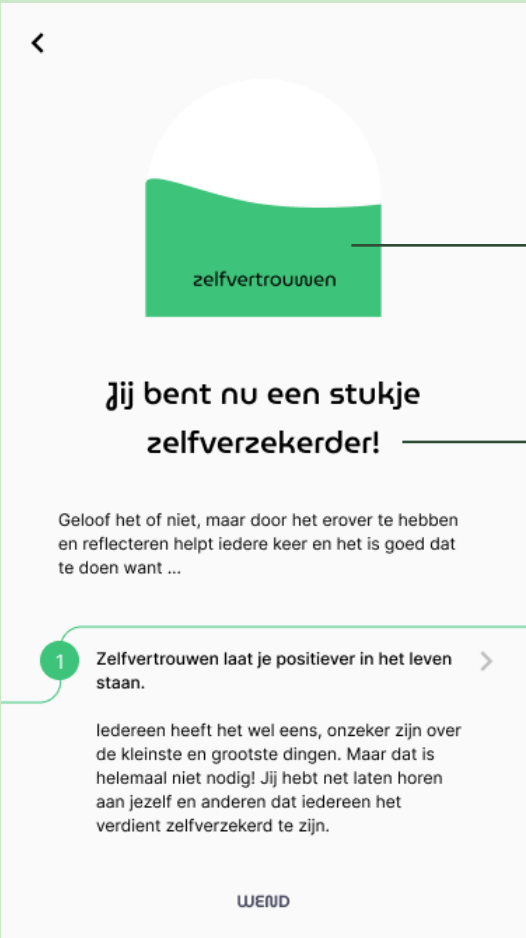 zelfvertrouwen
Jij bent nu een stukje
zelfverzekerder!
Geloof het of niet, maar door het erover te hebben
en reflecteren helpt iedere keer en het is goed dat
te doen want ...
1
Zelfvertrouwen laat je positiever in het leven
staan.
Iedereen heeft het wel eens, onzeker zijn over
de kleinste en grootste dingen. Maar dat is
helemaal niet nodig! Jij hebt net laten horen
aan jezelf en anderen dat iedereen het
verdient zelfverzekerd te zijn.
WEND